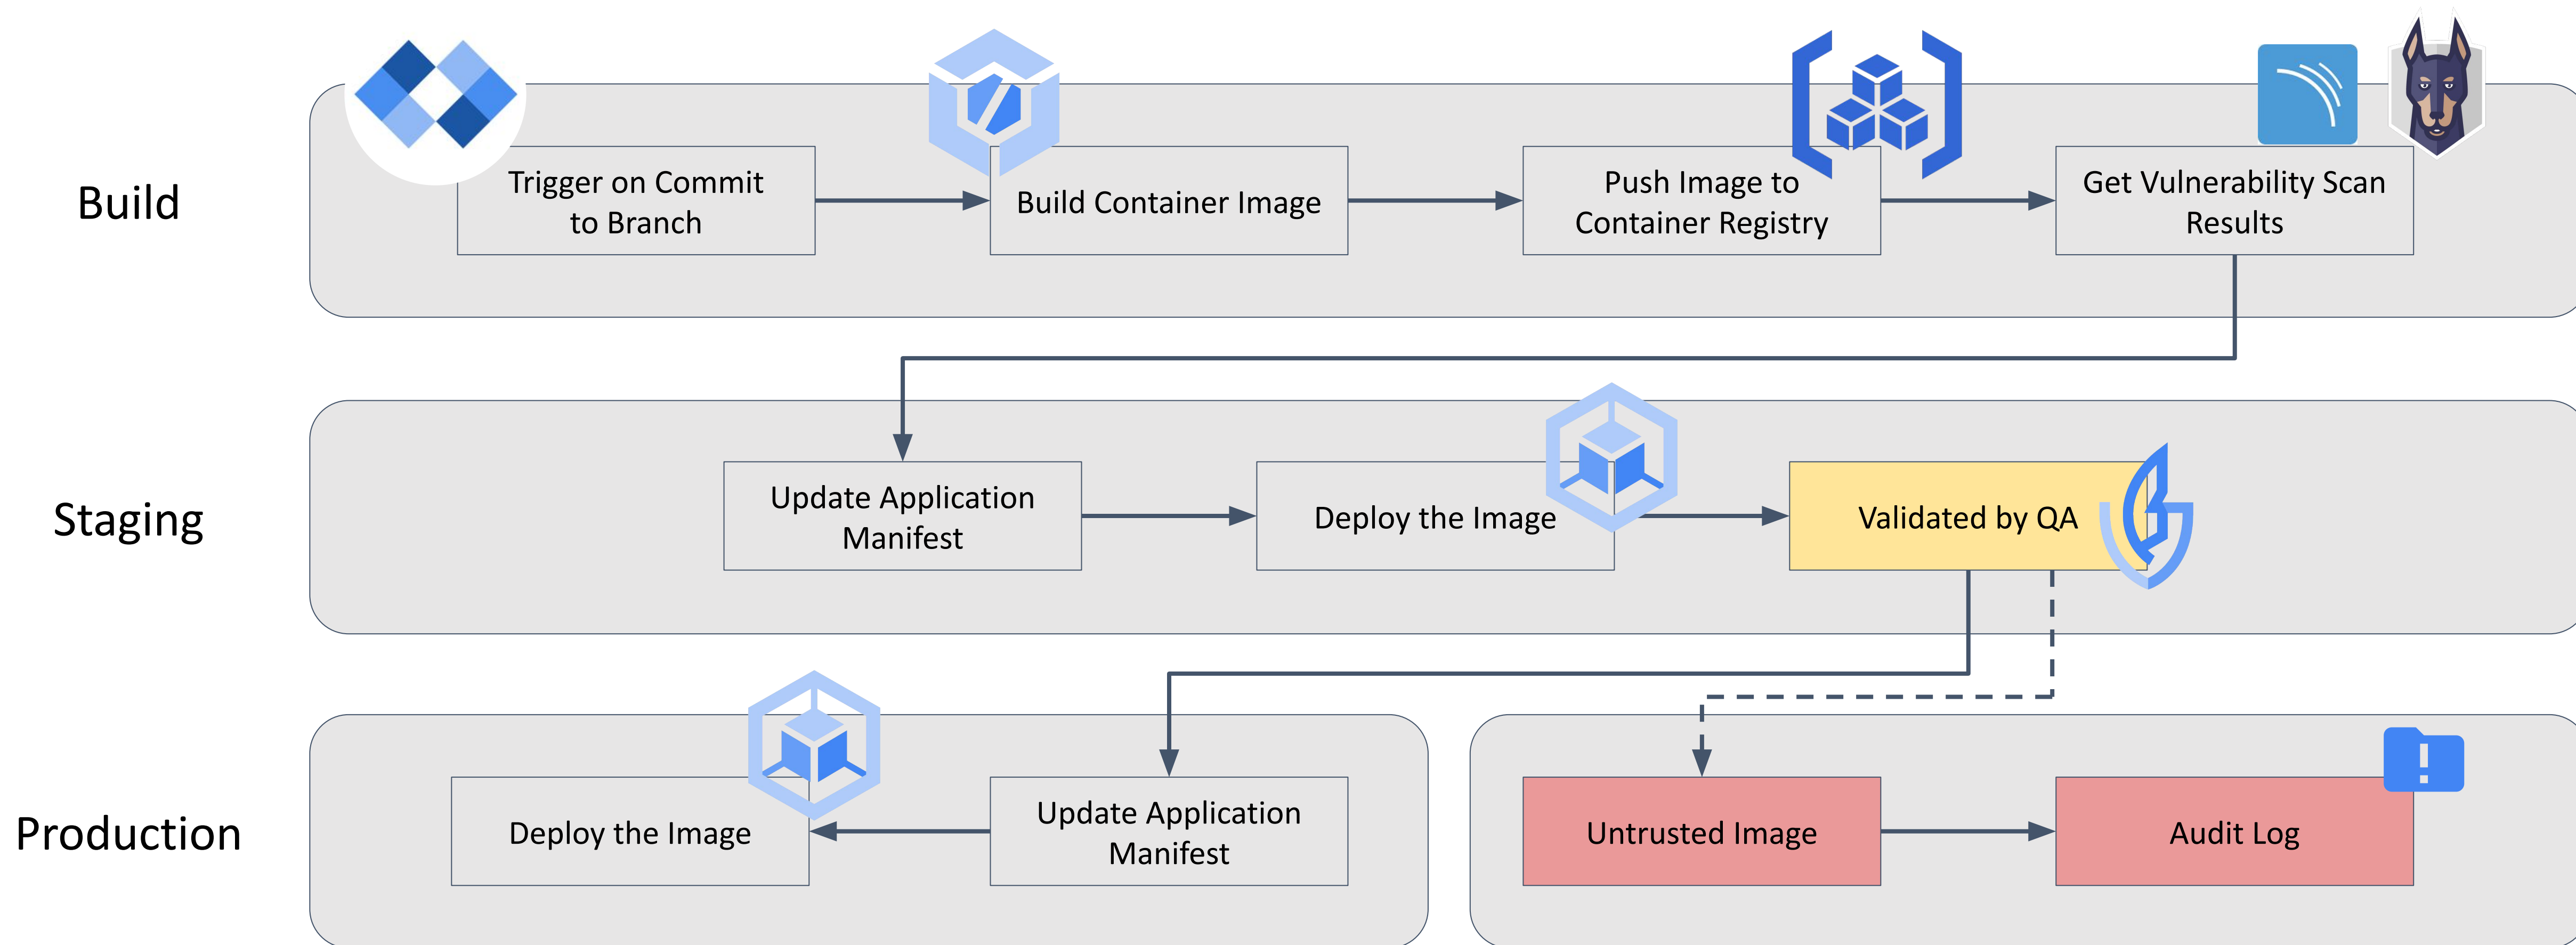 Build
Trigger on Commit
to Branch
Build Container Image
Push Image to
Container Registry
Get Vulnerability Scan
Results
Staging
Update Application
Manifest
Deploy the Image
Validated by QA
Production
Deploy the Image
Update Application
Manifest
Untrusted Image
Audit Log